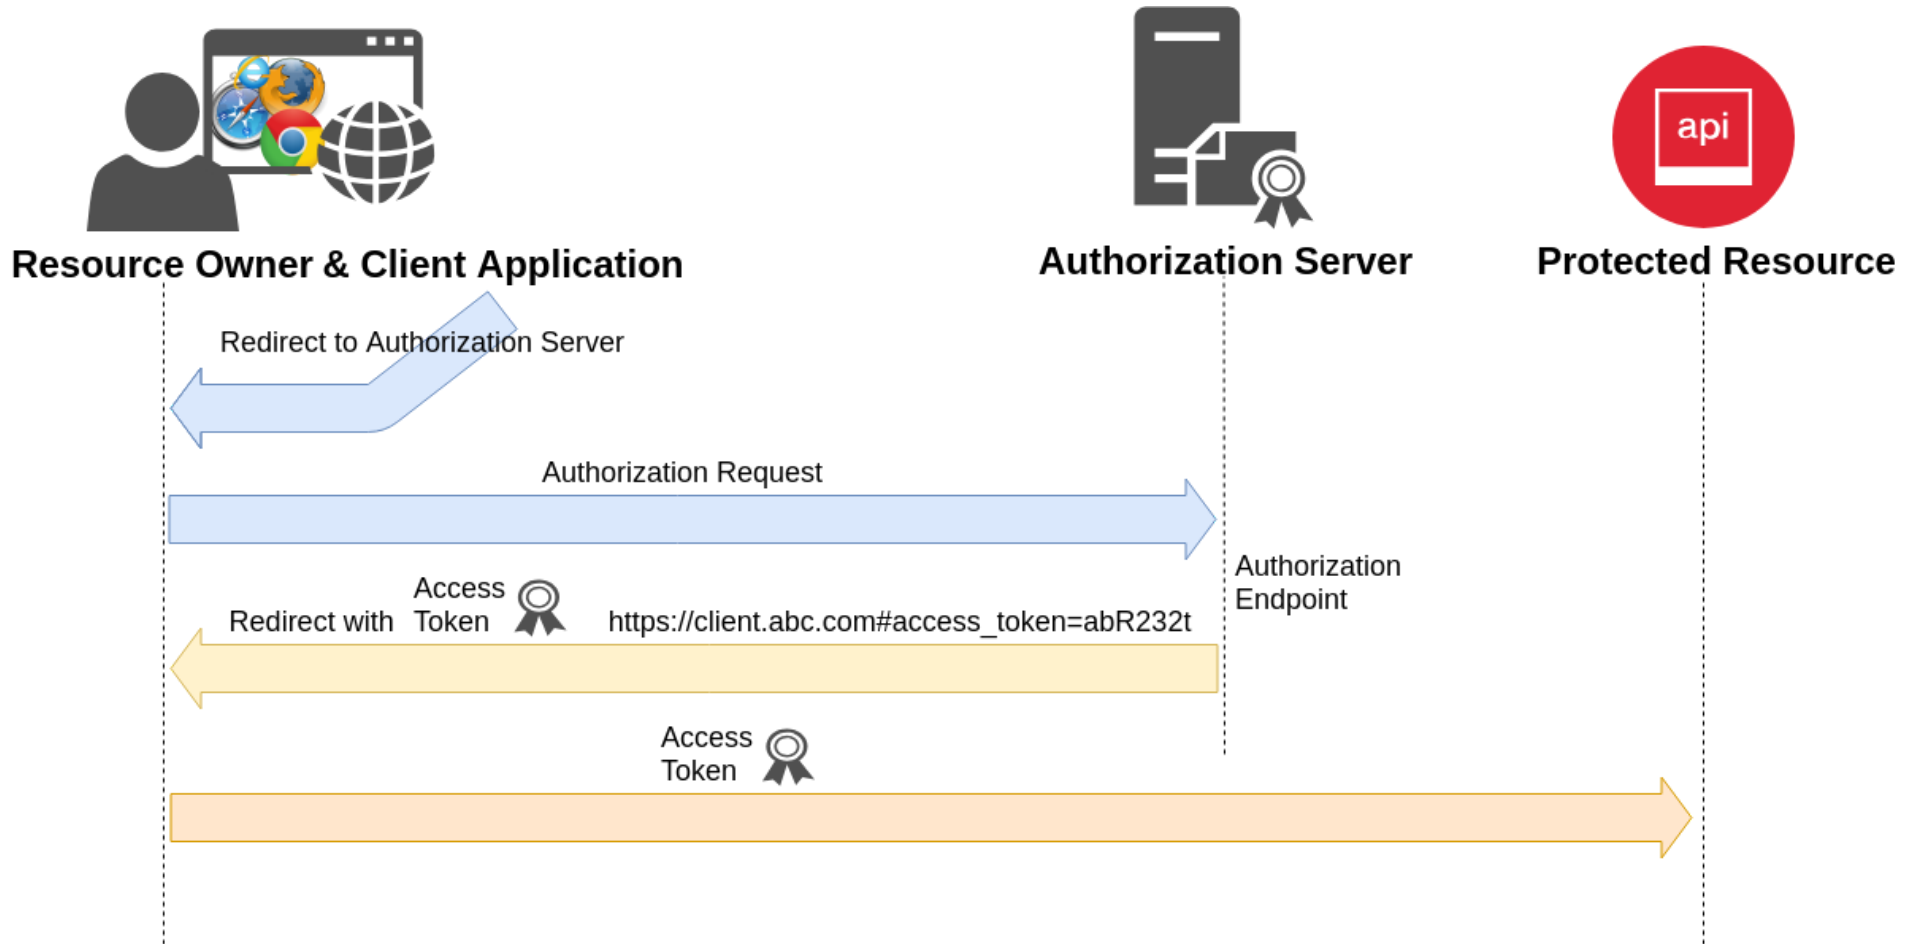 api
Resource Owner & Client Application
Authorization Server
Protected Resource
Redirect to Authorization Server
Authorization Request
Authorization
Endpoint
Access
Redirect with Token
https://client.abc.com#access_token=abR232t
Access
Token